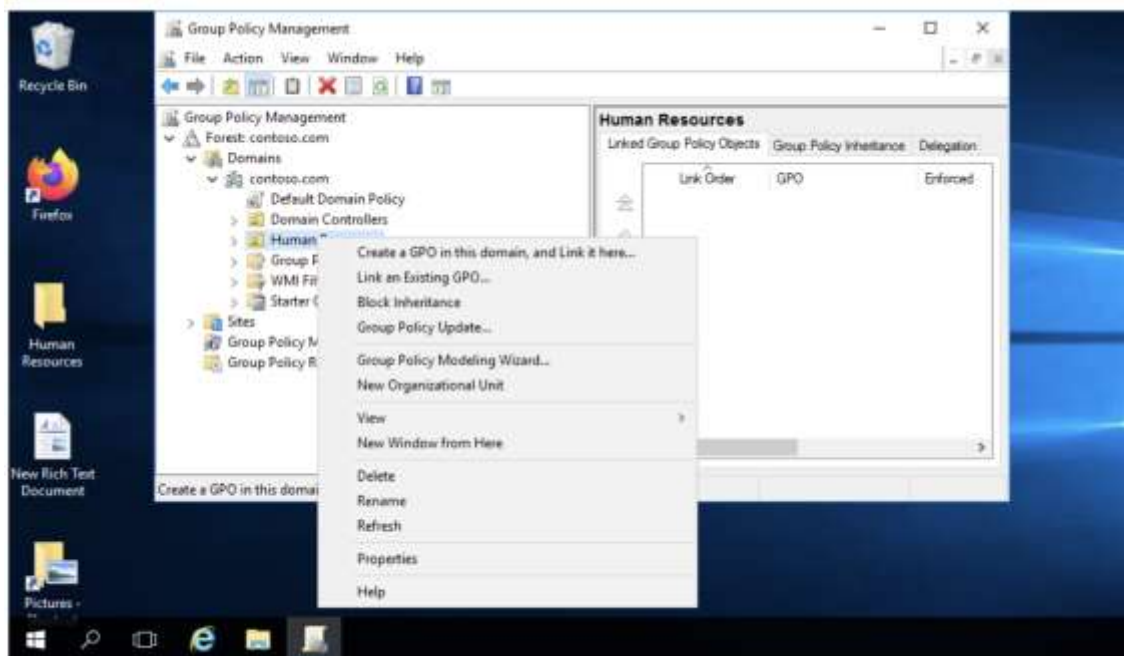 Recycle Bin
Firefox
Human
Resources
New Rich Text
Document
Pictures -
Group Policy Management
File Action View Window Help
Group Policy Management
Forest: contoso.com
Domains
contoso.com
Default Domain Policy
Domain Controllers
Human
Group P
WMI Fil
Starter G
Sites
Group Policy M
Group Policy R
Create a GPO in this domai
Human Resources
Linked Group Policy Objects Group Policy Inheritance Delegation
Link Order GPO Enforced
Create a GPO in this domain, and Link it here...
Link an Existing GPO...
Block Inheritance
Group Policy Update...
Group Policy Modeling Wizard...
New Organizational Unit
View
New Window from Here
Delete
Rename
Refresh
Properties
Help